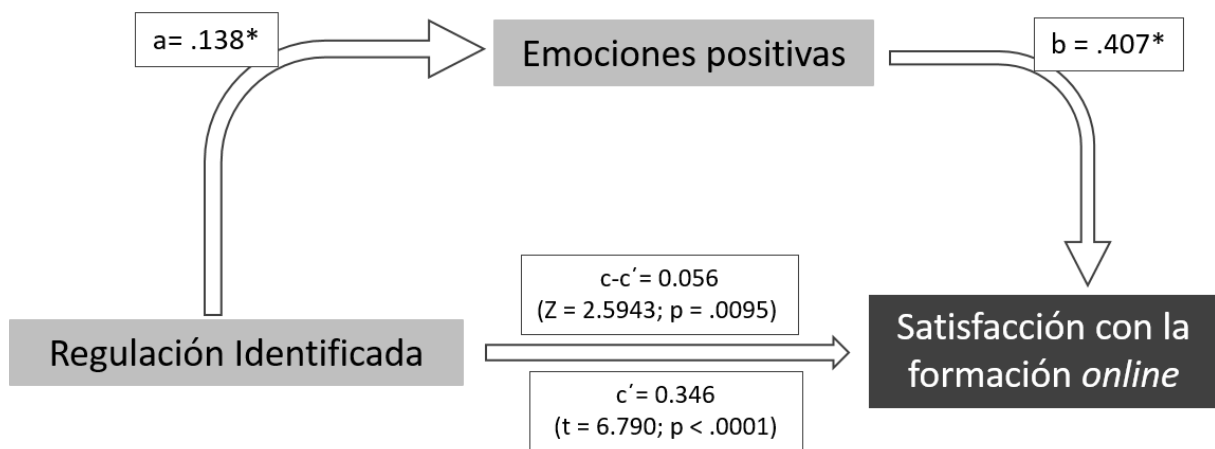 a= .138*
Emociones positivas
b = .407*
c-c´= 0.056
(Z = 2.5943; p = .0095)
Regulación Identificada
Satisfacción con la
formación online
c´= 0.346
(t = 6.790; p < .0001)